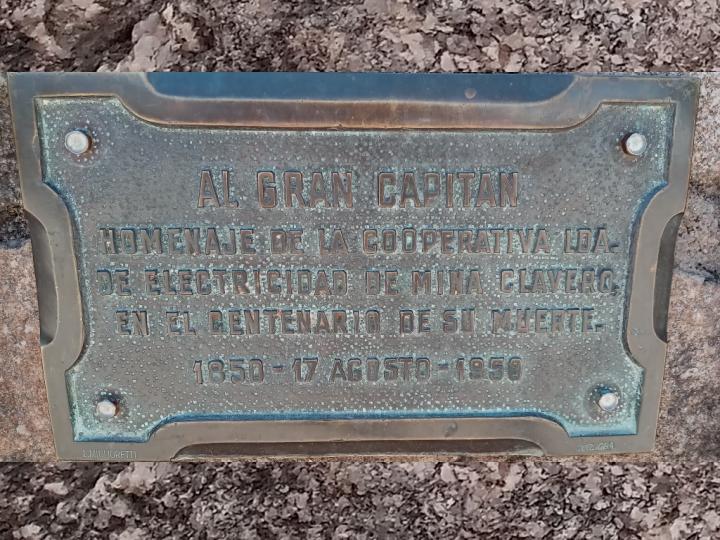 AL GRAN CAPITAN
HOMENAJE DE LA COOPERATIVA LDA.
DE ELECTRICIDAD DE MINA CLAVERO,
EN EL CENTENARIO DE SU MUERTE.
1850 - 17 AGOSTO - 1950